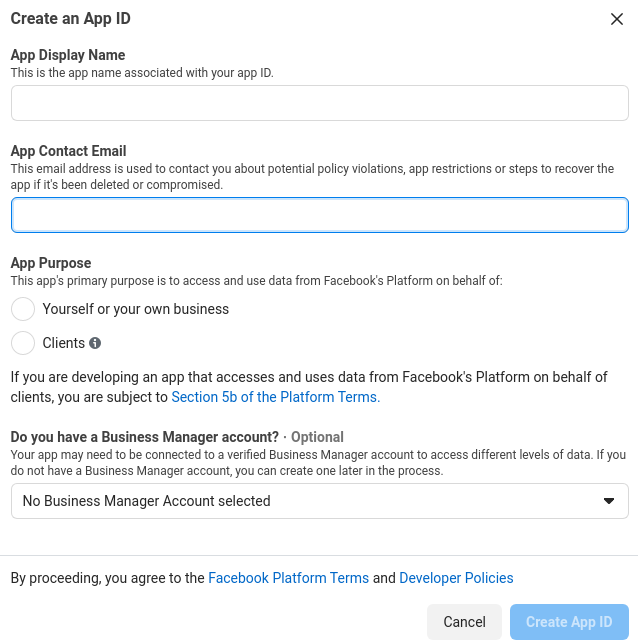 Create an App ID
App Display Name
This is the app name associated with your app ID.
App Contact Email
This email address is used to contact you about potential policy violations, app restrictions or steps to recover the
app if it's been deleted or compromised.
App Purpose
This app's primary purpose is to access and use data from Facebook's Platform on behalf of:
Yourself or your own business
Clients
If you are developing an app that accesses and uses data from Facebook's Platform on behalf of
clients, you are subject to Section 5b of the Platform Terms.
Do you have a Business Manager account? · Optional
Your app may need to be connected to a verified Business Manager account to access different levels of data. If you
do not have a Business Manager account, you can create one later in the process.
No Business Manager Account selected
By proceeding, you agree to the Facebook Platform Terms and Developer Policies
Cancel Create App ID